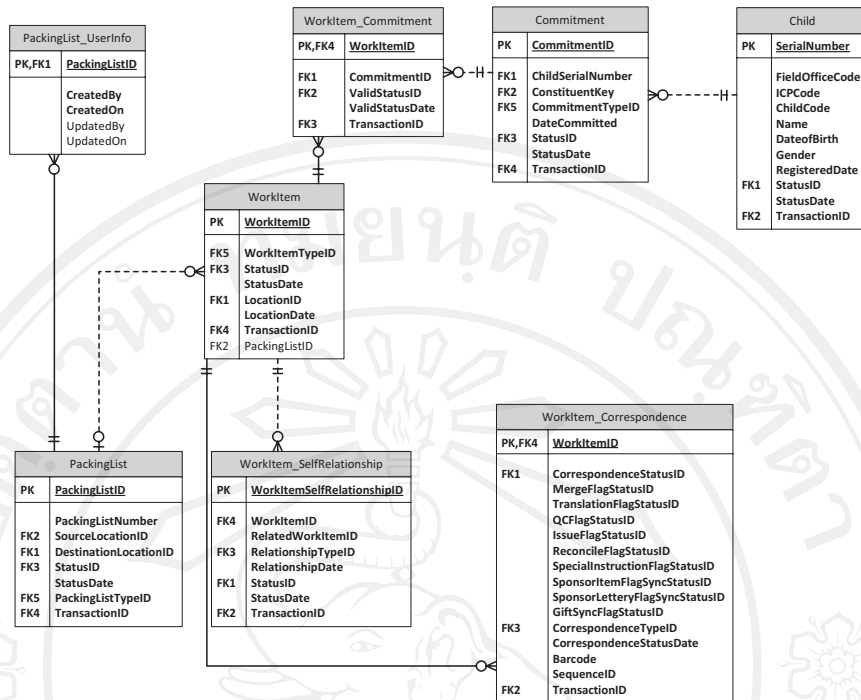 PackingList_UserInfo
PK,FK1 PackingListID
CreatedBy
CreatedOn
UpdatedBy
UpdatedOn
WorkItem_Commitment
PK,FK4 WorkItemID
FK1 CommitmentID
FK2 ValidStatusID
ValidStatusDate
FK3 TransactionID
Commitment
PK CommitmentID
FK1 ChildSerialNumber
FK2 ConstituentKey
FK5 CommitmentTypeID
DateCommitted
FK3 StatusID
StatusDate
FK4 TransactionID
Child
PK SerialNumber
FieldOfficeCode
ICPCode
ChildCode
Name
DateofBirth
Gender
RegisteredDate
FK1 StatusID
StatusDate
FK2 TransactionID
WorkItem
PK WorkItemID
FK5 WorkItemTypeID
FK3 StatusID
StatusDate
FK1 LocationID
LocationDate
FK4 TransactionID
FK2 PackingListID
PackingList
PK PackingListID
PackingListNumber
FK2 SourceLocationID
FK1 DestinationLocationID
FK3 StatusID
StatusDate
FK5 PackingListTypeID
FK4 TransactionID
WorkItem_SelfRelationship
PK WorkItemSelfRelationshipID
FK4 WorkItemID
RelatedWorkItemID
FK3 RelationshipTypeID
RelationshipDate
FK1 StatusID
StatusDate
FK2 TransactionID
WorkItem_Correspondence
PK,FK4 WorkItemID
FK1 CorrespondenceStatusID
MergeFlagStatusID
TranslationFlagStatusID
QCFlagStatusID
IssueFlagStatusID
ReconcileFlagStatusID
SpecialInstructionFlagStatusID
SponsorItemFlagSyncStatusID
SponsorLetteryFlagSyncStatusID
GiftSyncFlagStatusID
FK3 CorrespondenceTypeID
CorrespondenceStatusDate
Barcode
SequenceID
FK2 TransactionID